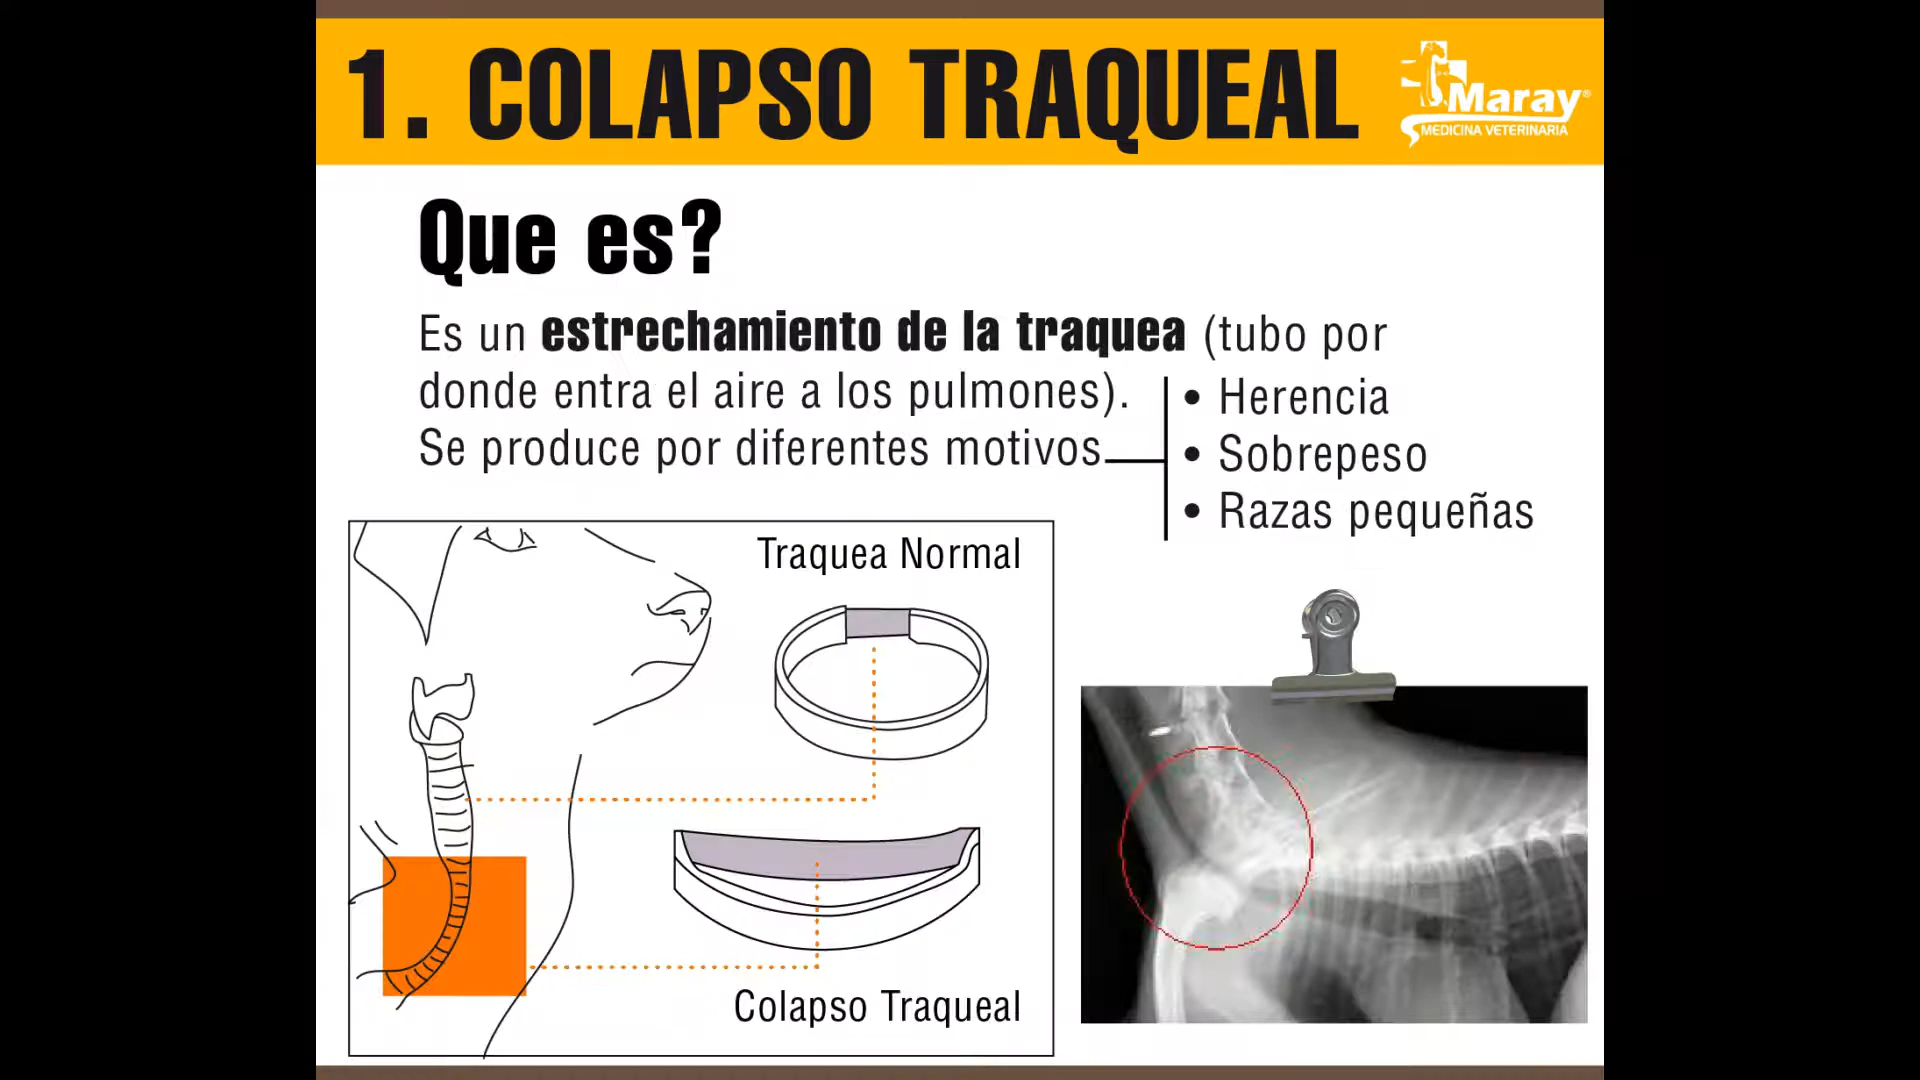 1. COLAPSO TRAQUEAL
Maray®
MEDICINA VETERINARIA
Que es?
Es un estrechamiento de la traquea (tubo por
donde entra el aire a los pulmones).
Se produce por diferentes motivos
• Herencia
• Sobrepeso
• Razas pequeñas
Traquea Normal
Colapso Traqueal